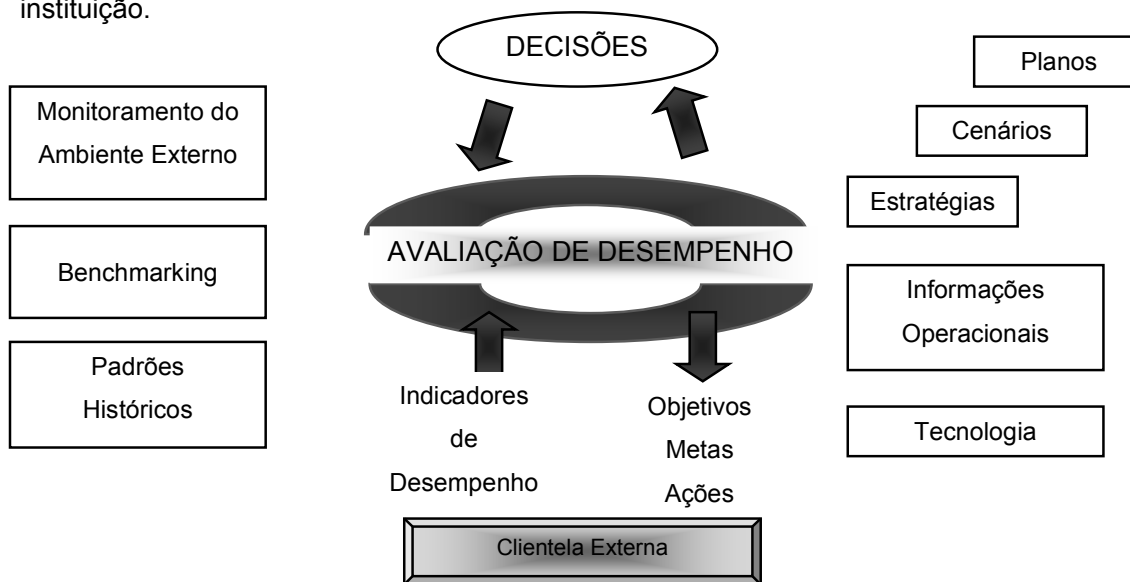 instituição.
DECISÕES
Planos
Monitoramento do
Ambiente Externo
Cenários
Estratégias
AVALIAÇÃO DE DESEMPENHO
Benchmarking
Informações
Operacionais
Padrões
Históricos
Indicadores
de
Desempenho
Objetivos
Metas
Ações
Tecnologia
Clientela Externa